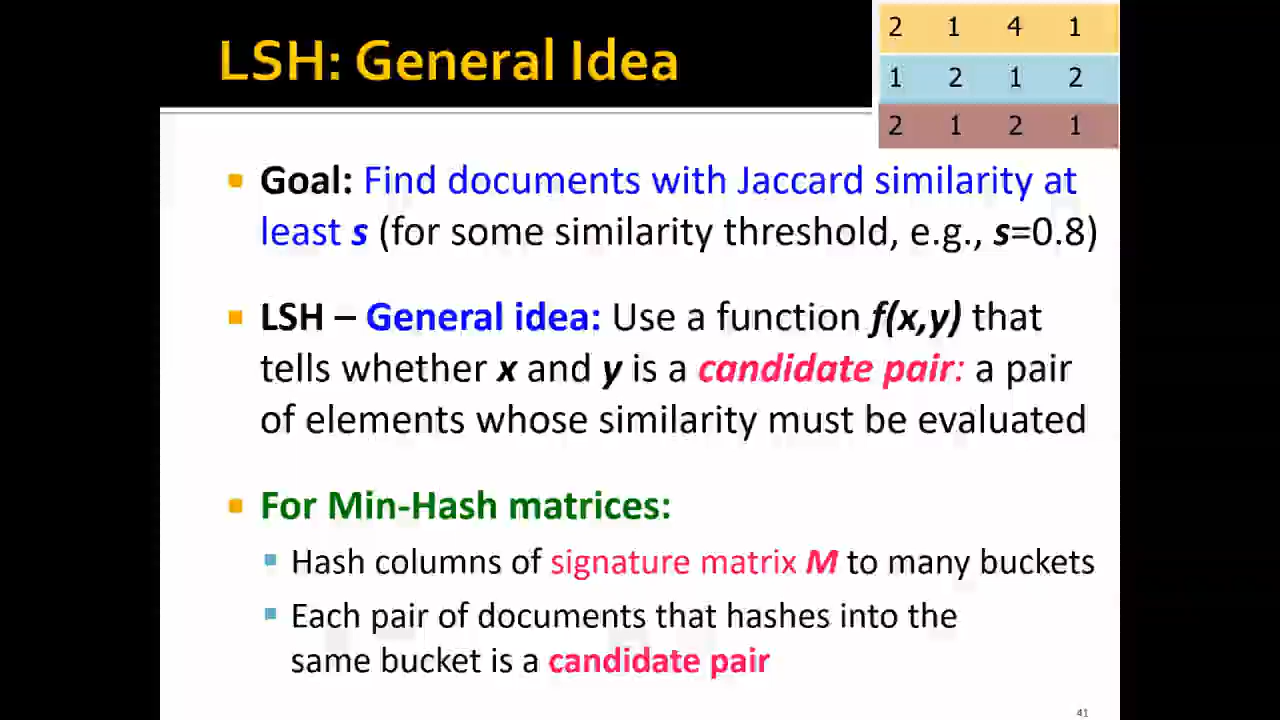 LSH: General Idea
2 1 4 1
1 2 1 2
2 1 2 1
Goal: Find documents with Jaccard similarity at
least s (for some similarity threshold, e.g., s=0.8)
LSH – General idea: Use a function f(x,y) that
tells whether x and y is a candidate pair: a pair
of elements whose similarity must be evaluated
For Min-Hash matrices:
Hash columns of signature matrix M to many buckets
Each pair of documents that hashes into the
same bucket is a candidate pair
41